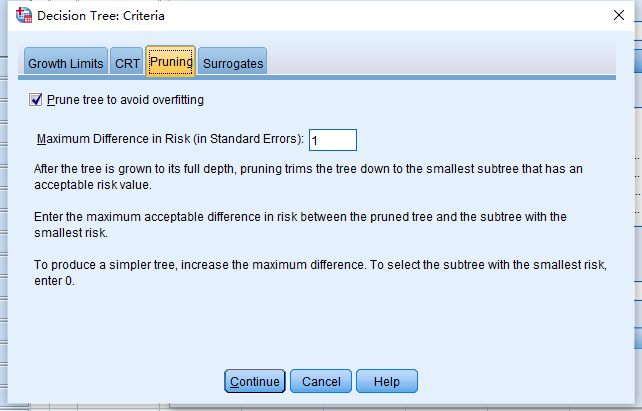 Decision Tree: Criteria
Growth Limits CRT Pruning Surrogates
Prune tree to avoid overfitting
Maximum Difference in Risk (in Standard Errors): 1
After the tree is grown to its full depth, pruning trims the tree down to the smallest subtree that has an
acceptable risk value.
Enter the maximum acceptable difference in risk between the pruned tree and the subtree with the
smallest risk.
To produce a simpler tree, increase the maximum difference. To select the subtree with the smallest risk,
enter 0.
Continue Cancel Help